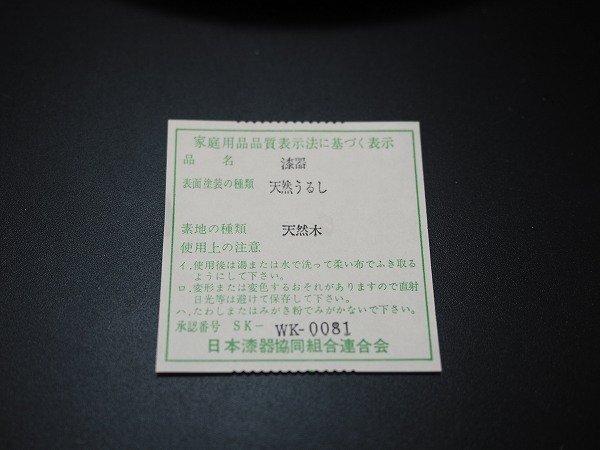 家庭用品品質表示法に基づく表示
品名 漆器
表面塗装の種類 天然うるし
素地の種類 天然木
使用上の注意
イ.使用後は湯または水で洗って柔い布でふき取る
ようにして下さい。
ロ.変形または変色するおそれがありますので直射
日光等は避けて保存して下さい。
ハ.たわしまたはみがき粉でみがかないで下さい。
承認番号 SK- WK-0081
日本漆器協同組合連合会